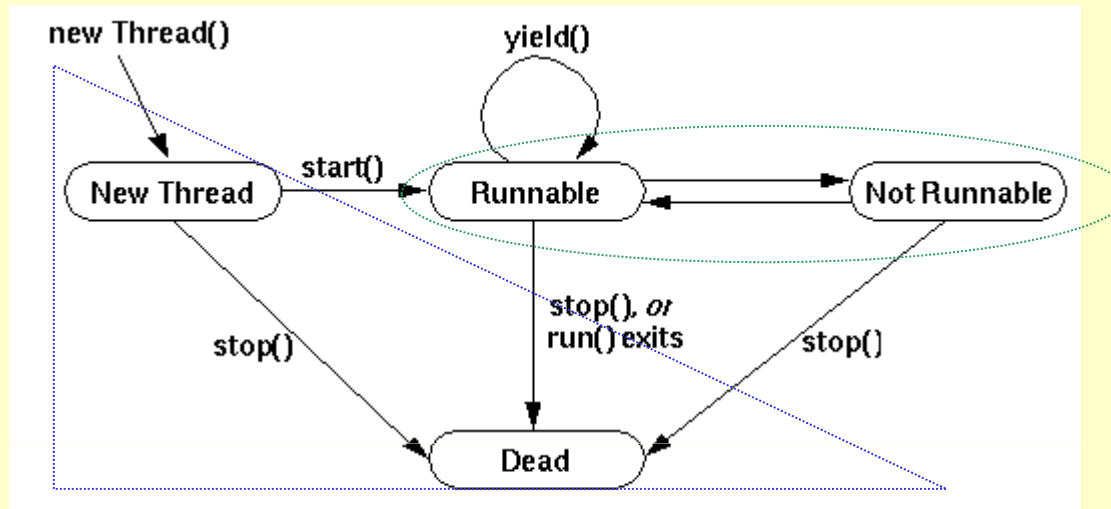 new Thread()
yield()
start()
New Thread
Runnable
Not Runnable
stop(), or
run() exits
stop()
stop()
Dead